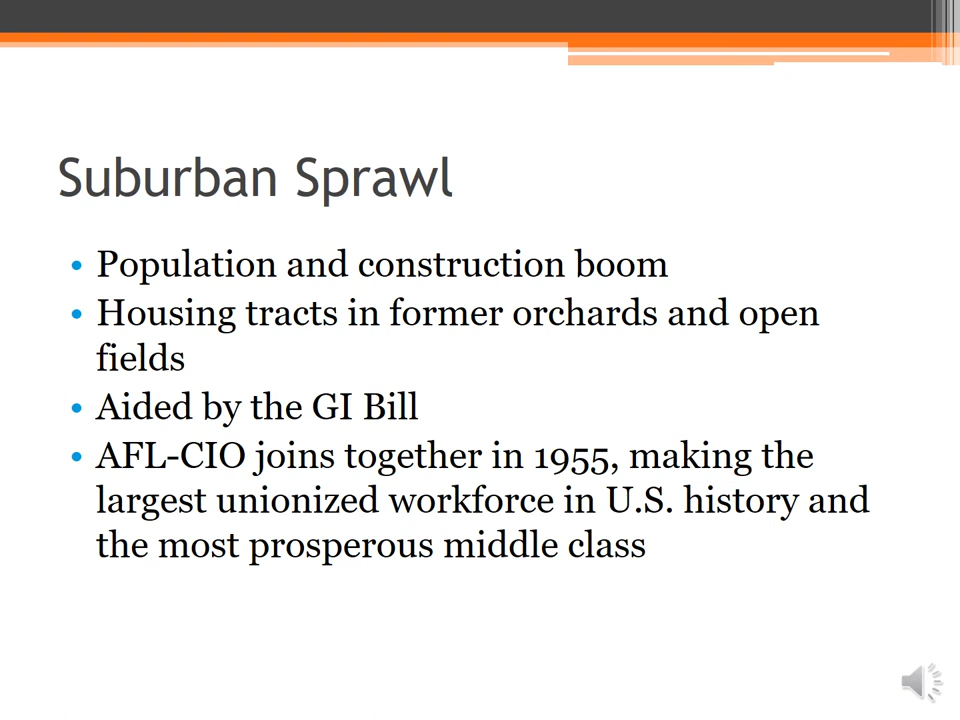 Suburban Sprawl
• Population and construction boom
• Housing tracts in former orchards and open
fields
• Aided by the GI Bill
• AFL-CIO joins together in 1955, making the
largest unionized workforce in U.S. history and
the most prosperous middle class